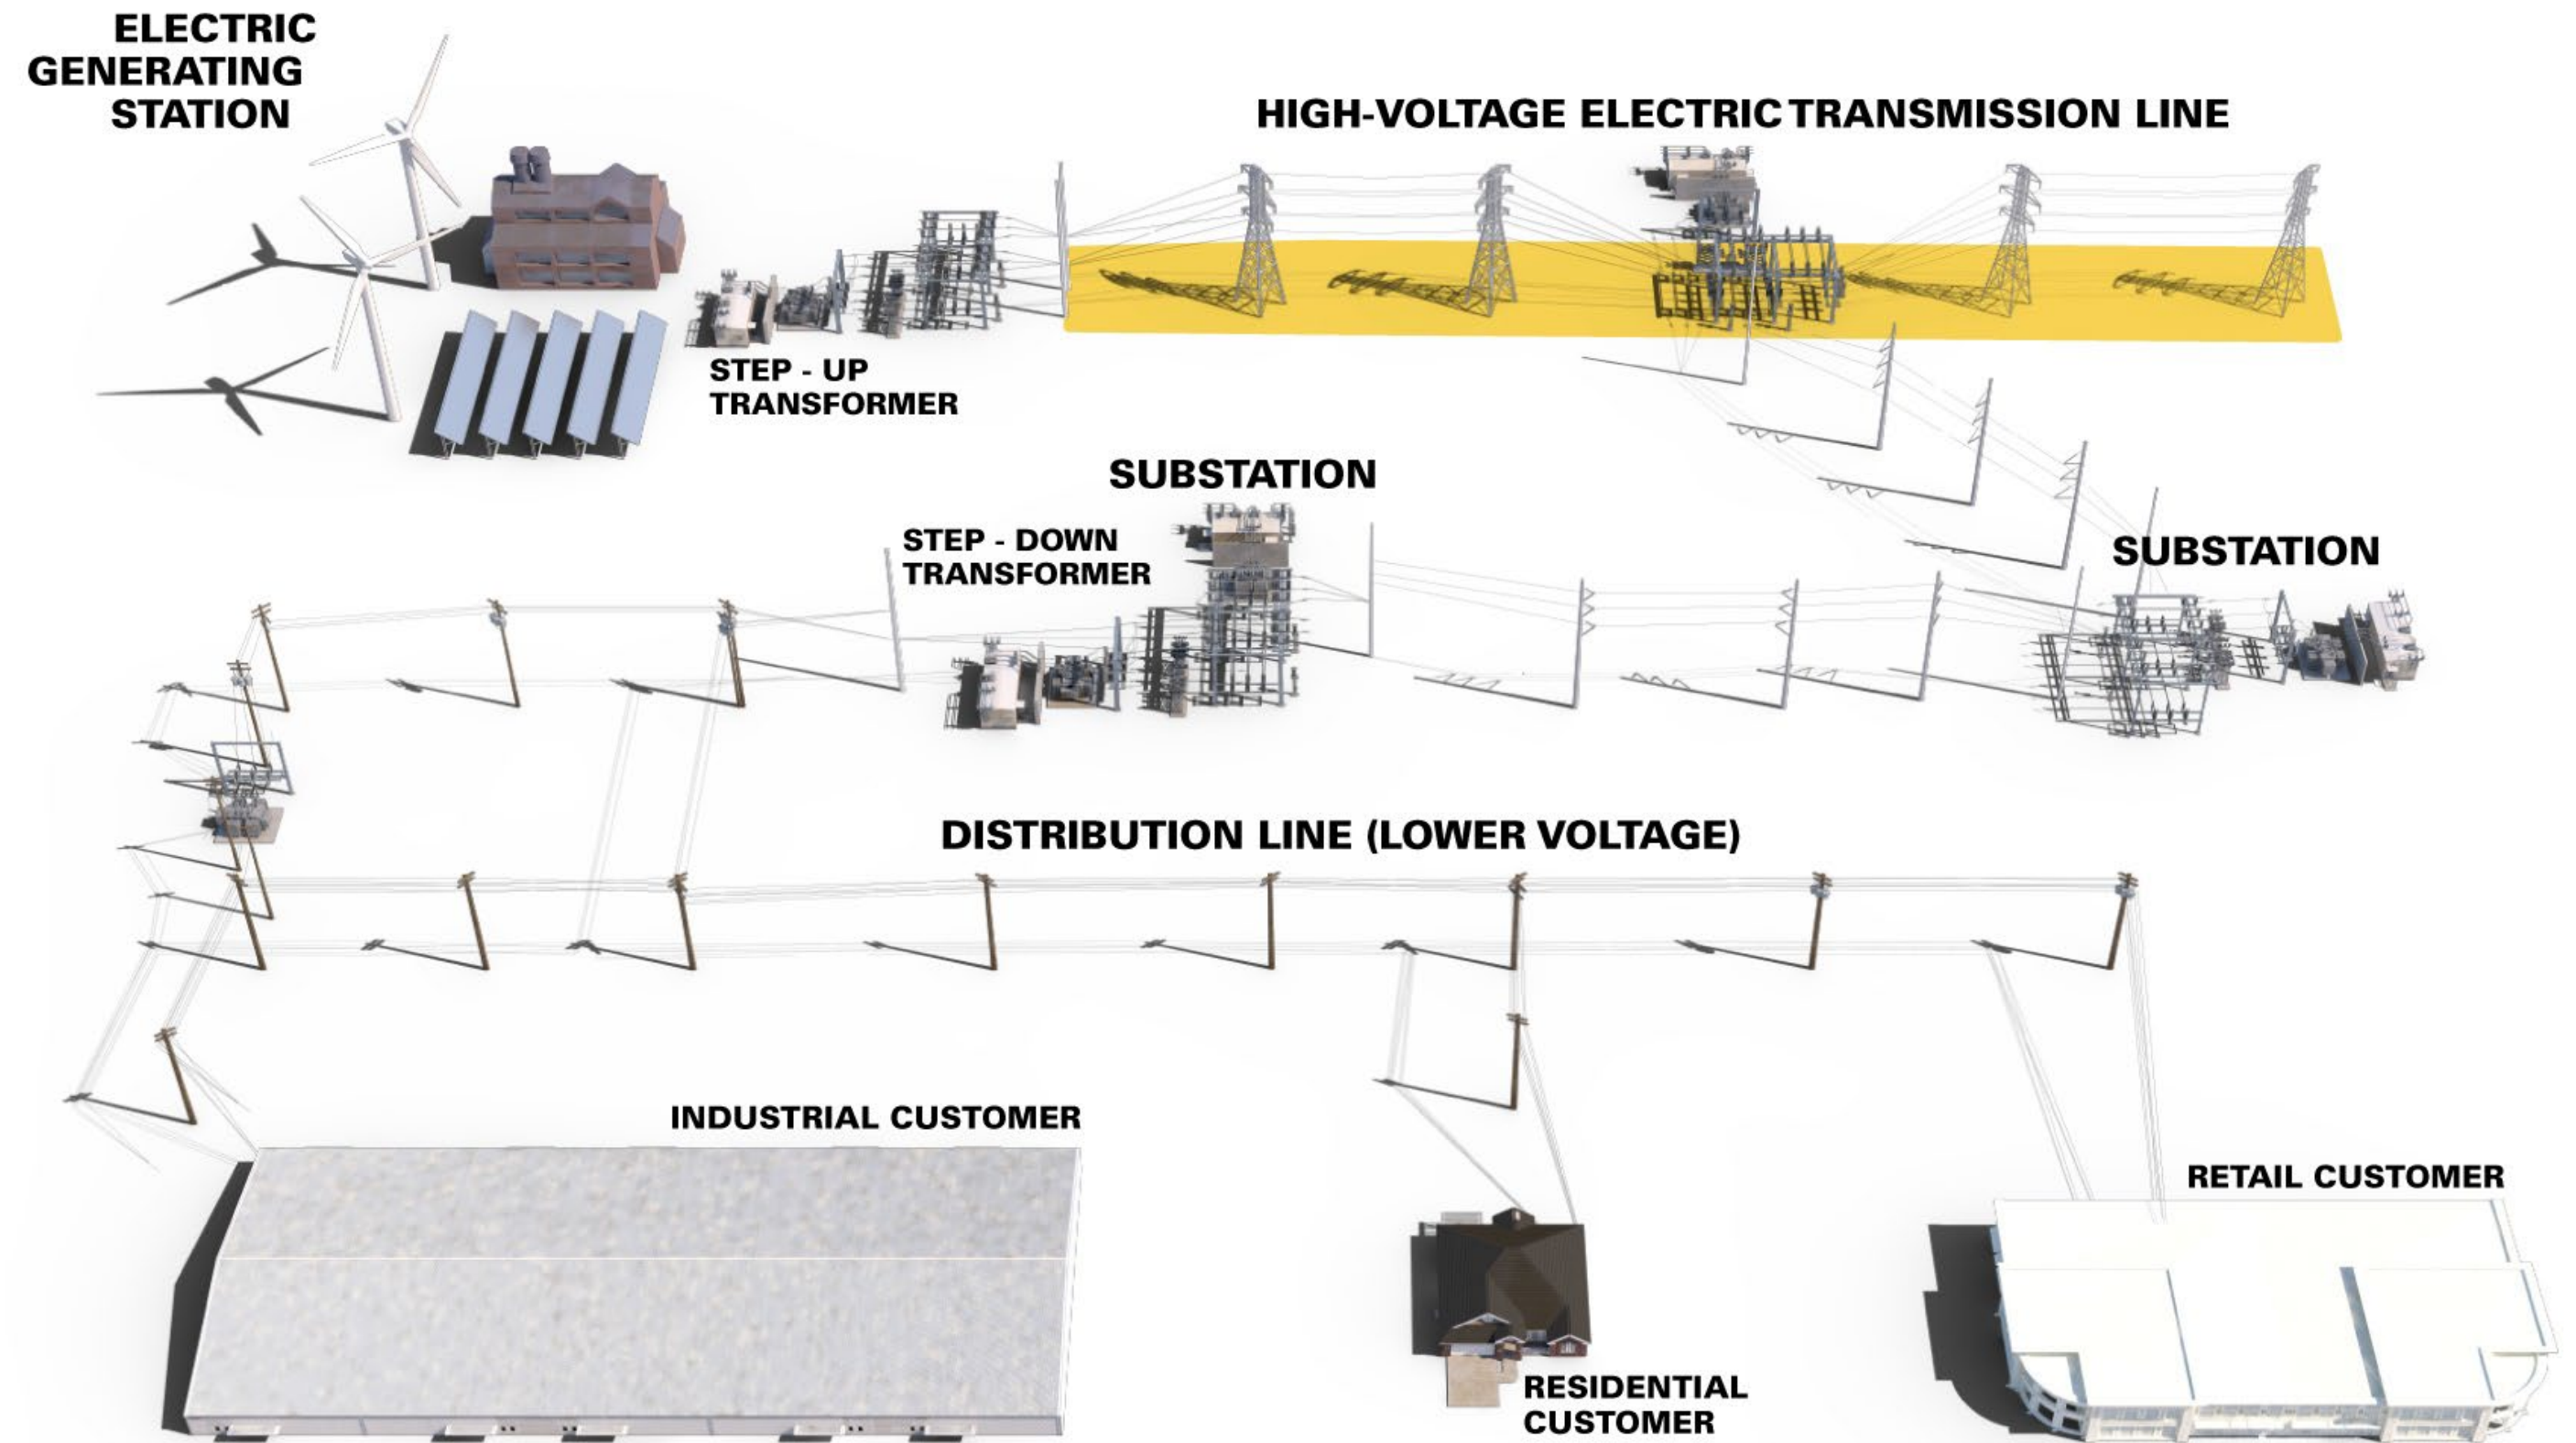 ELECTRIC
GENERATING
STATION
HIGH-VOLTAGE ELECTRIC TRANSMISSION LINE
STEP - UP
TRANSFORMER
SUBSTATION
STEP - DOWN
TRANSFORMER
SUBSTATION
DISTRIBUTION LINE (LOWER VOLTAGE)
INDUSTRIAL CUSTOMER
RETAIL CUSTOMER
RESIDENTIAL
CUSTOMER